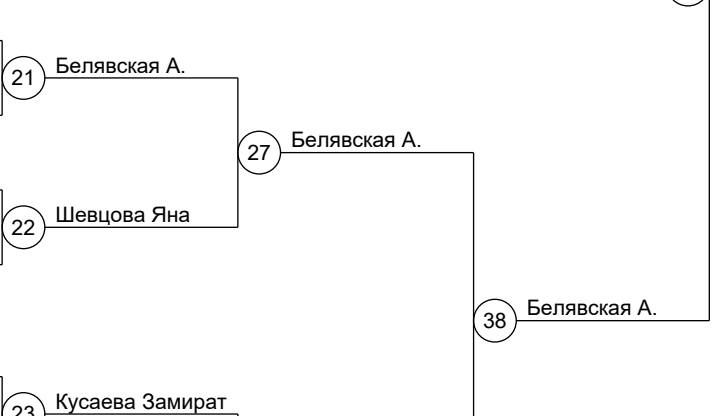 Белявская А.
21
Белявская А.
27
Шевцова Яна
22
Белявская А.
38
Кусаева Замират
23